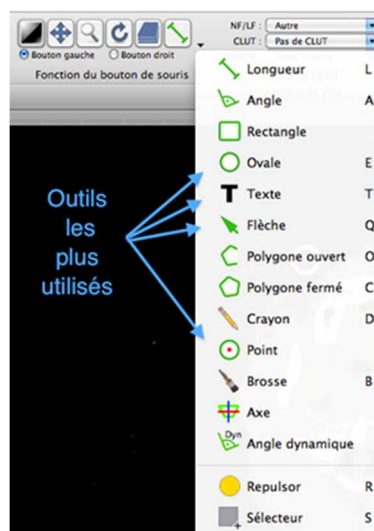 NF/LF : Autre
CLUT : Pas de CLUT
Bouton gauche Bouton droit
Fonction du bouton de souris
Longueur L
Angle A
Rectangle
Ovale E
Texte T
Flèche Q
Polygone ouvert O
Polygone fermé C
Crayon D
Point
Brosse B
Axe
Dyn
Angle dynamique
Repulsor R
Sélecteur S
Outils
les
plus
utilisés